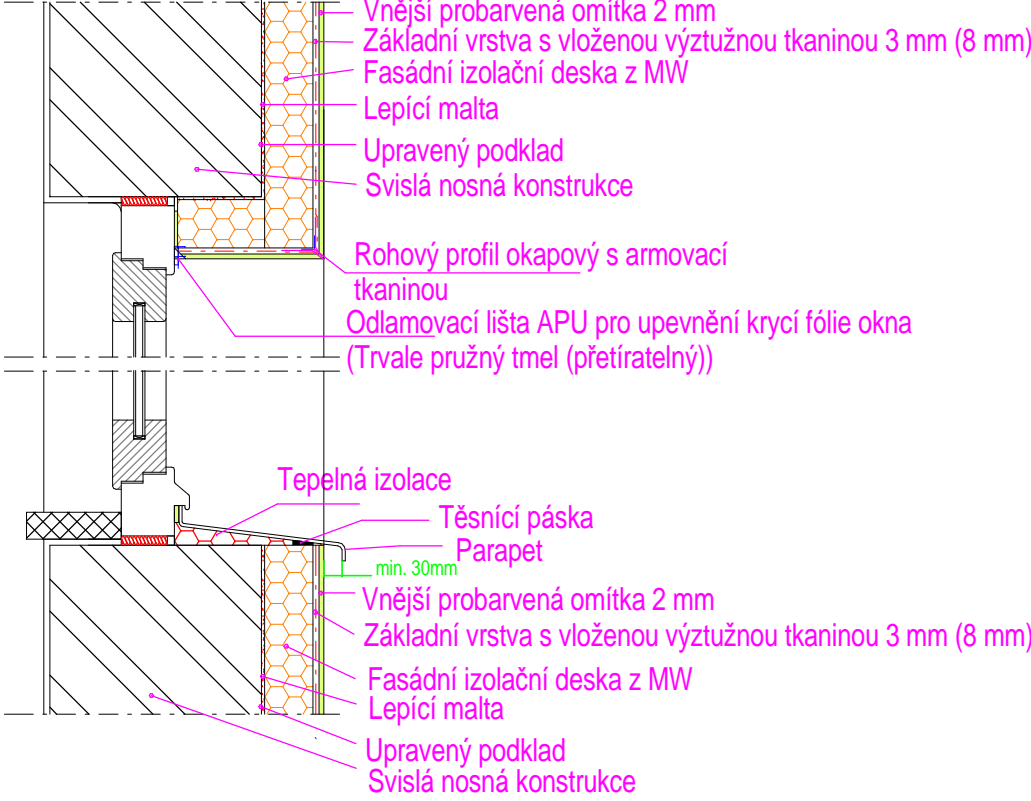 Vnější probarvená omítka 2 mm
Základní vrstva s vloženou výztužnou tkaninou 3 mm (8 mm)
Fasádní izolační deska z MW
Lepící malta
Upravený podklad
Svislá nosná konstrukce
Rohový profil okapový s armovací
tkaninou
Odlamovací lišta APU pro upevnění krycí fólie okna
(Trvale pružný tmel (přetíratelný))
Tepelná izolace
Těsnící páska
Parapet
min. 30mm
Vnější probarvená omítka 2 mm
Základní vrstva s vloženou výztužnou tkaninou 3 mm (8 mm)
Fasádní izolační deska z MW
Lepící malta
Upravený podklad
Svislá nosná konstrukce